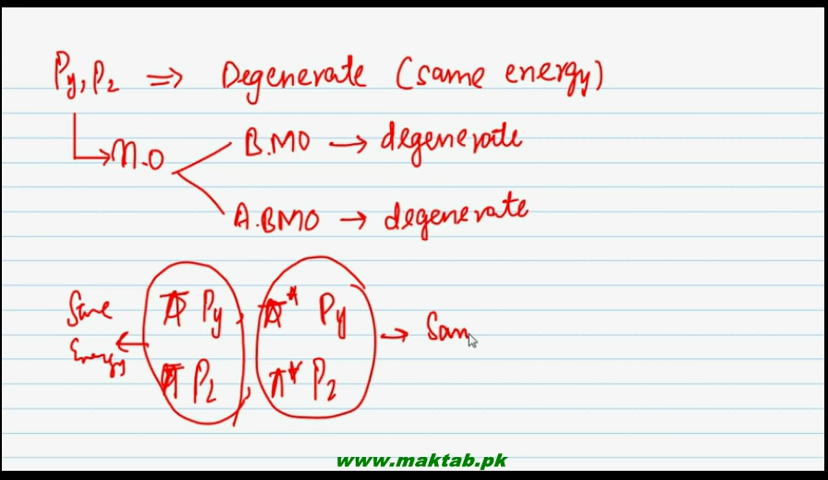 Py, Pz => Degenerate (same energy)
M.O
B.MO → degenerate
A.BMO → degenerate
Same Energy ← π Py, π* Py → Sam
π Pz, π* Pz
www.maktab.pk